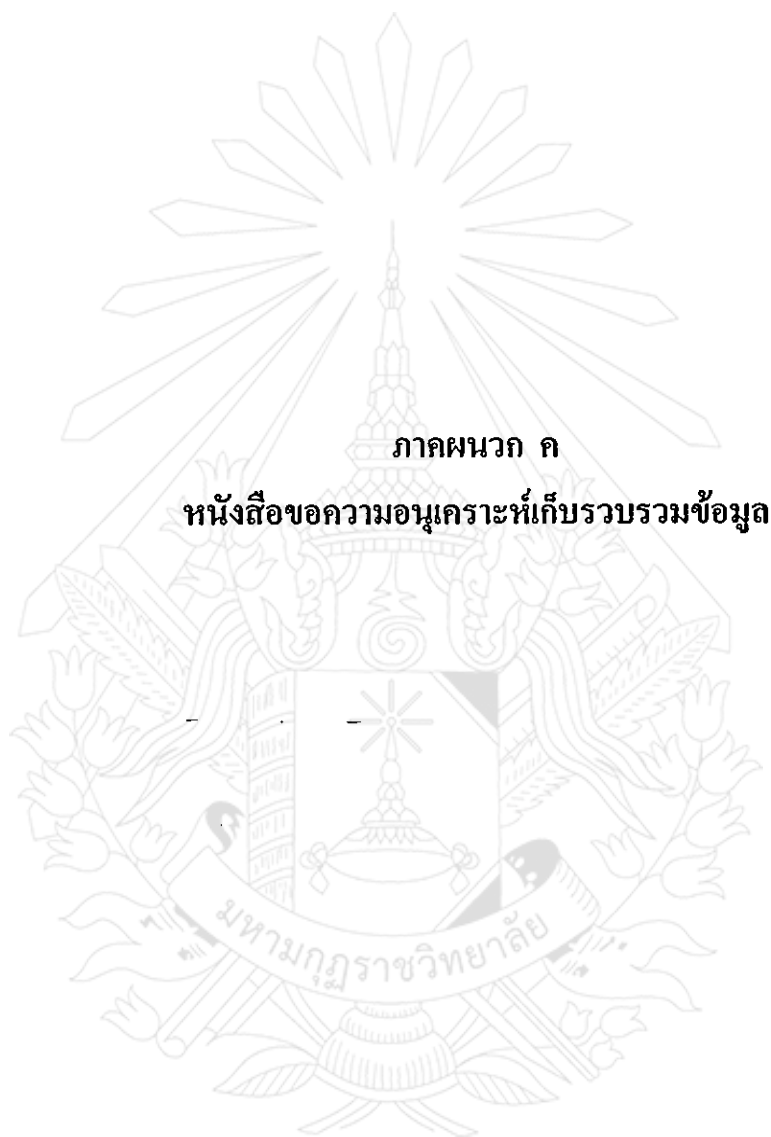 ภาคผนวก ค
หนังสือขอความอนุเคราะห์เก็บรวบรวมข้อมูล
มหามกุฏราชวิทยาลัย